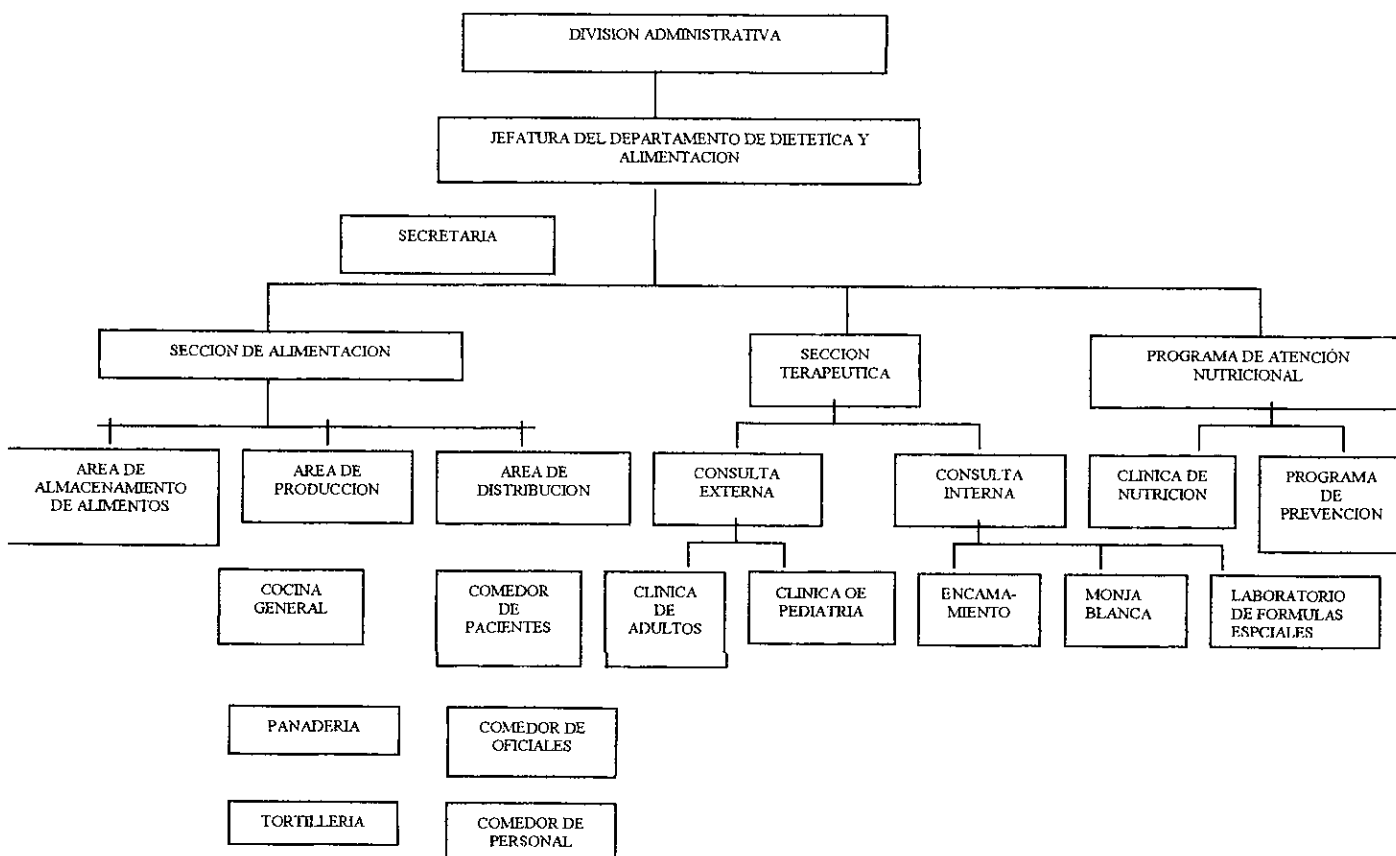 DIVISION ADMINISTRATIVA
JEFATURA DEL DEPARTAMENTO DE DIETETICA Y
ALIMENTACION
SECRETARIA
SECCION DE ALIMENTACION
SECCION
TERAPEUTICA
PROGRAMA DE ATENCIÓN
NUTRICIONAL
AREA DE
ALMACENAMIENTO
DE ALIMENTOS
AREA DE
PRODUCCION
AREA DE
DISTRIBUCION
CONSULTA
EXTERNA
CONSULTA
INTERNA
CLINICA DE
NUTRICION
PROGRAMA
DE
PREVENCION
COCINA
GENERAL
COMEDOR
DE
PACIENTES
CLINICA
DE
ADULTOS
CLINICA DE
PEDIATRIA
ENCAMA-
MIENTO
MONJA
BLANCA
LABORATORIO
DE FORMULAS
ESPCIALES
PANADERIA
COMEDOR DE
OFICIALES
TORTILLERIA
COMEDOR DE
PERSONAL